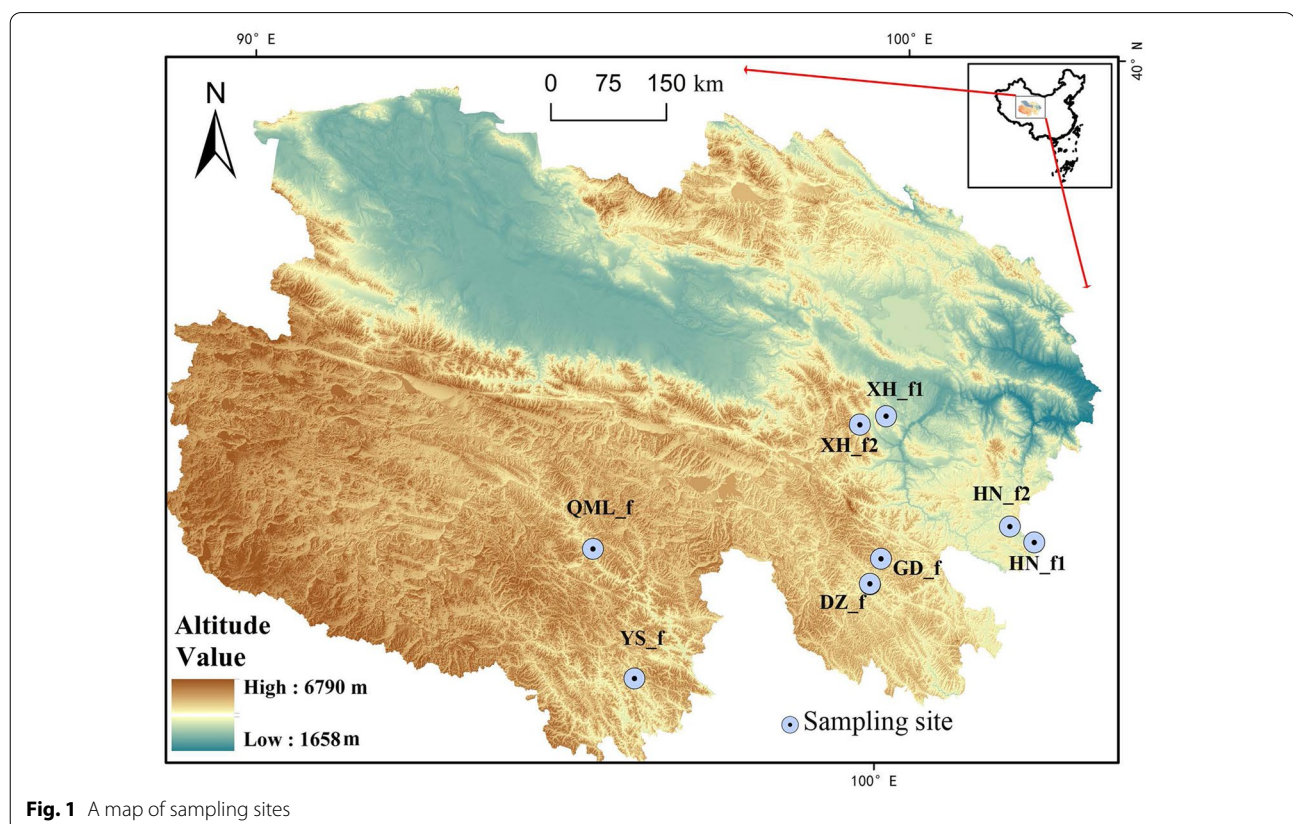 90° E
100° E
40° N
N
0 75 150 km
XH_f1
XH_f2
HN_f2
QML_f
HN_f1
GD_f
DZ_f
YS_f
Altitude
Value
High : 6790 m
Low : 1658 m
Sampling site
100° E
Fig. 1 A map of sampling sites